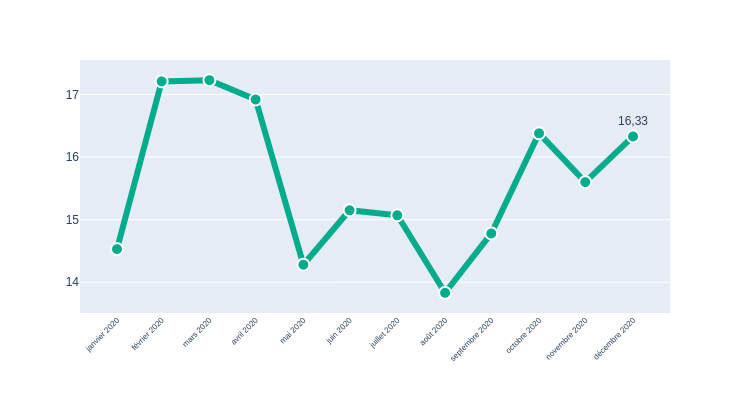 17
16
15
14
16,33
janvier 2020
février 2020
mars 2020
avril 2020
mai 2020
juin 2020
juillet 2020
août 2020
septembre 2020
octobre 2020
novembre 2020
décembre 2020